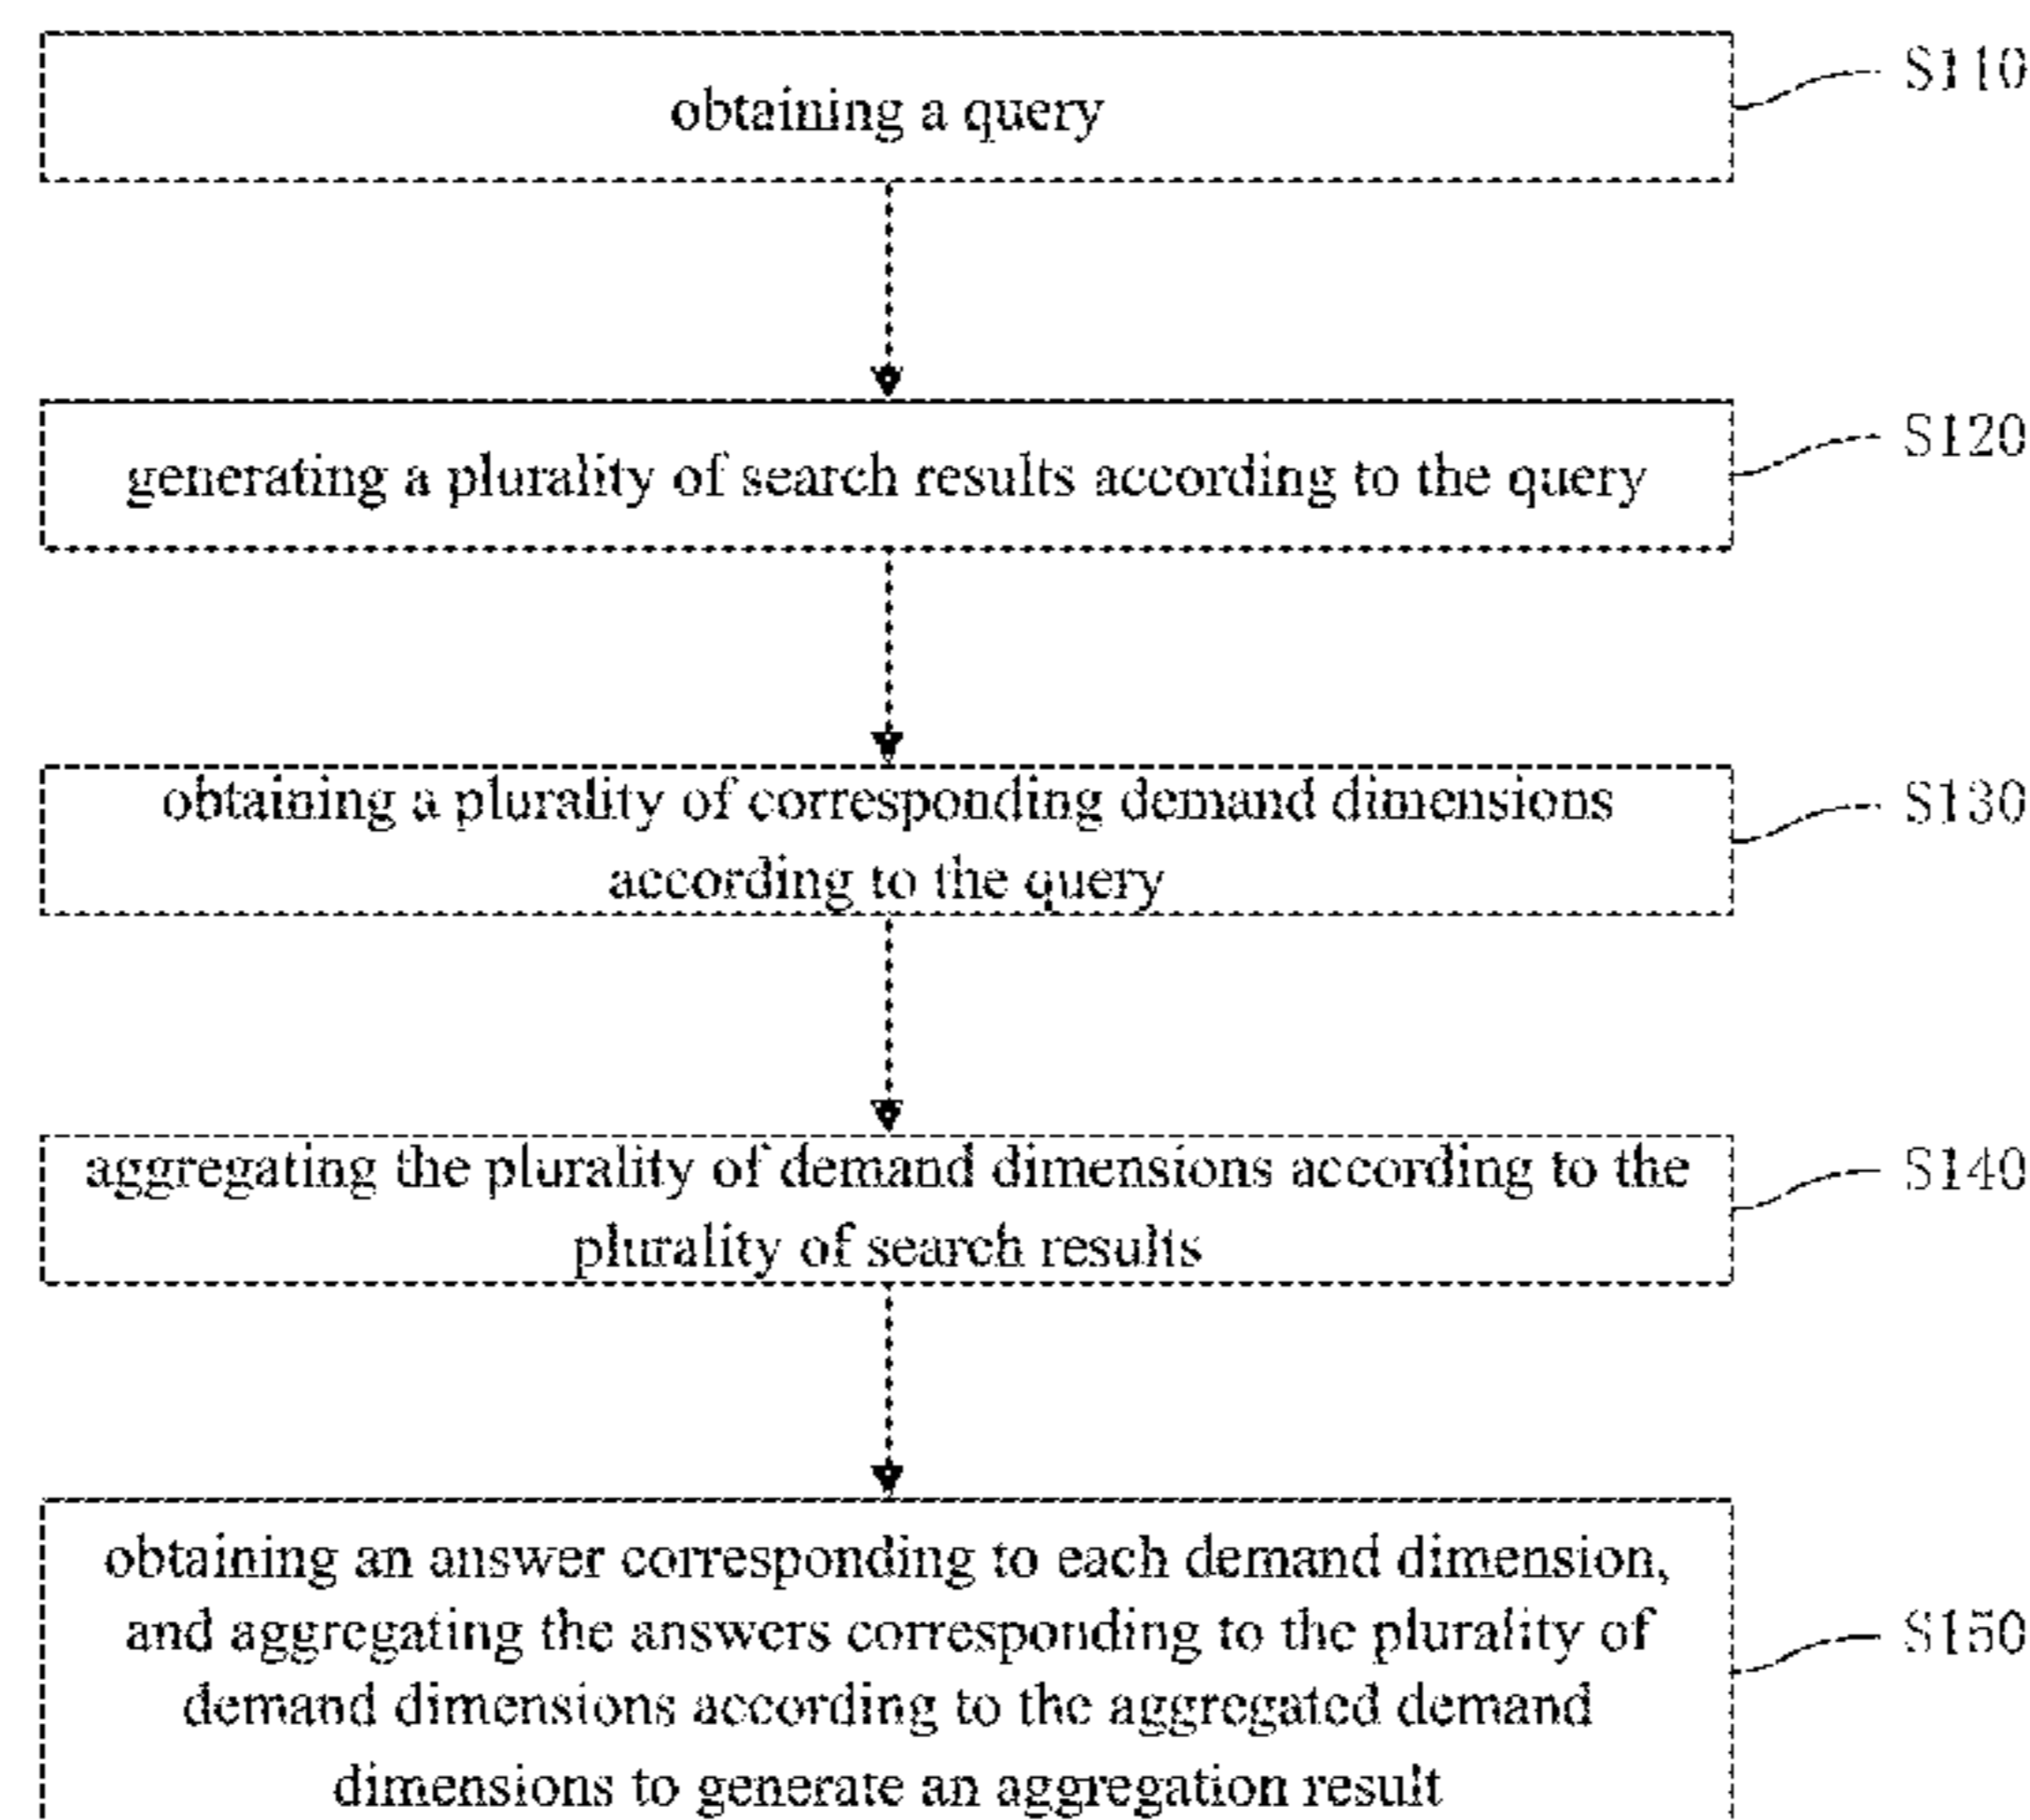 obtaining a query
S110
generating a plurality of search results according to the query
S120
obtaining a plurality of corresponding demand dimensions
according to the query
S130
aggregating the plurality of demand dimensions according to the
plurality of search results
S140
obtaining an answer corresponding to each demand dimension,
and aggregating the answers corresponding to the plurality of
demand dimensions according to the aggregated demand
dimensions to generate an aggregation result
S150